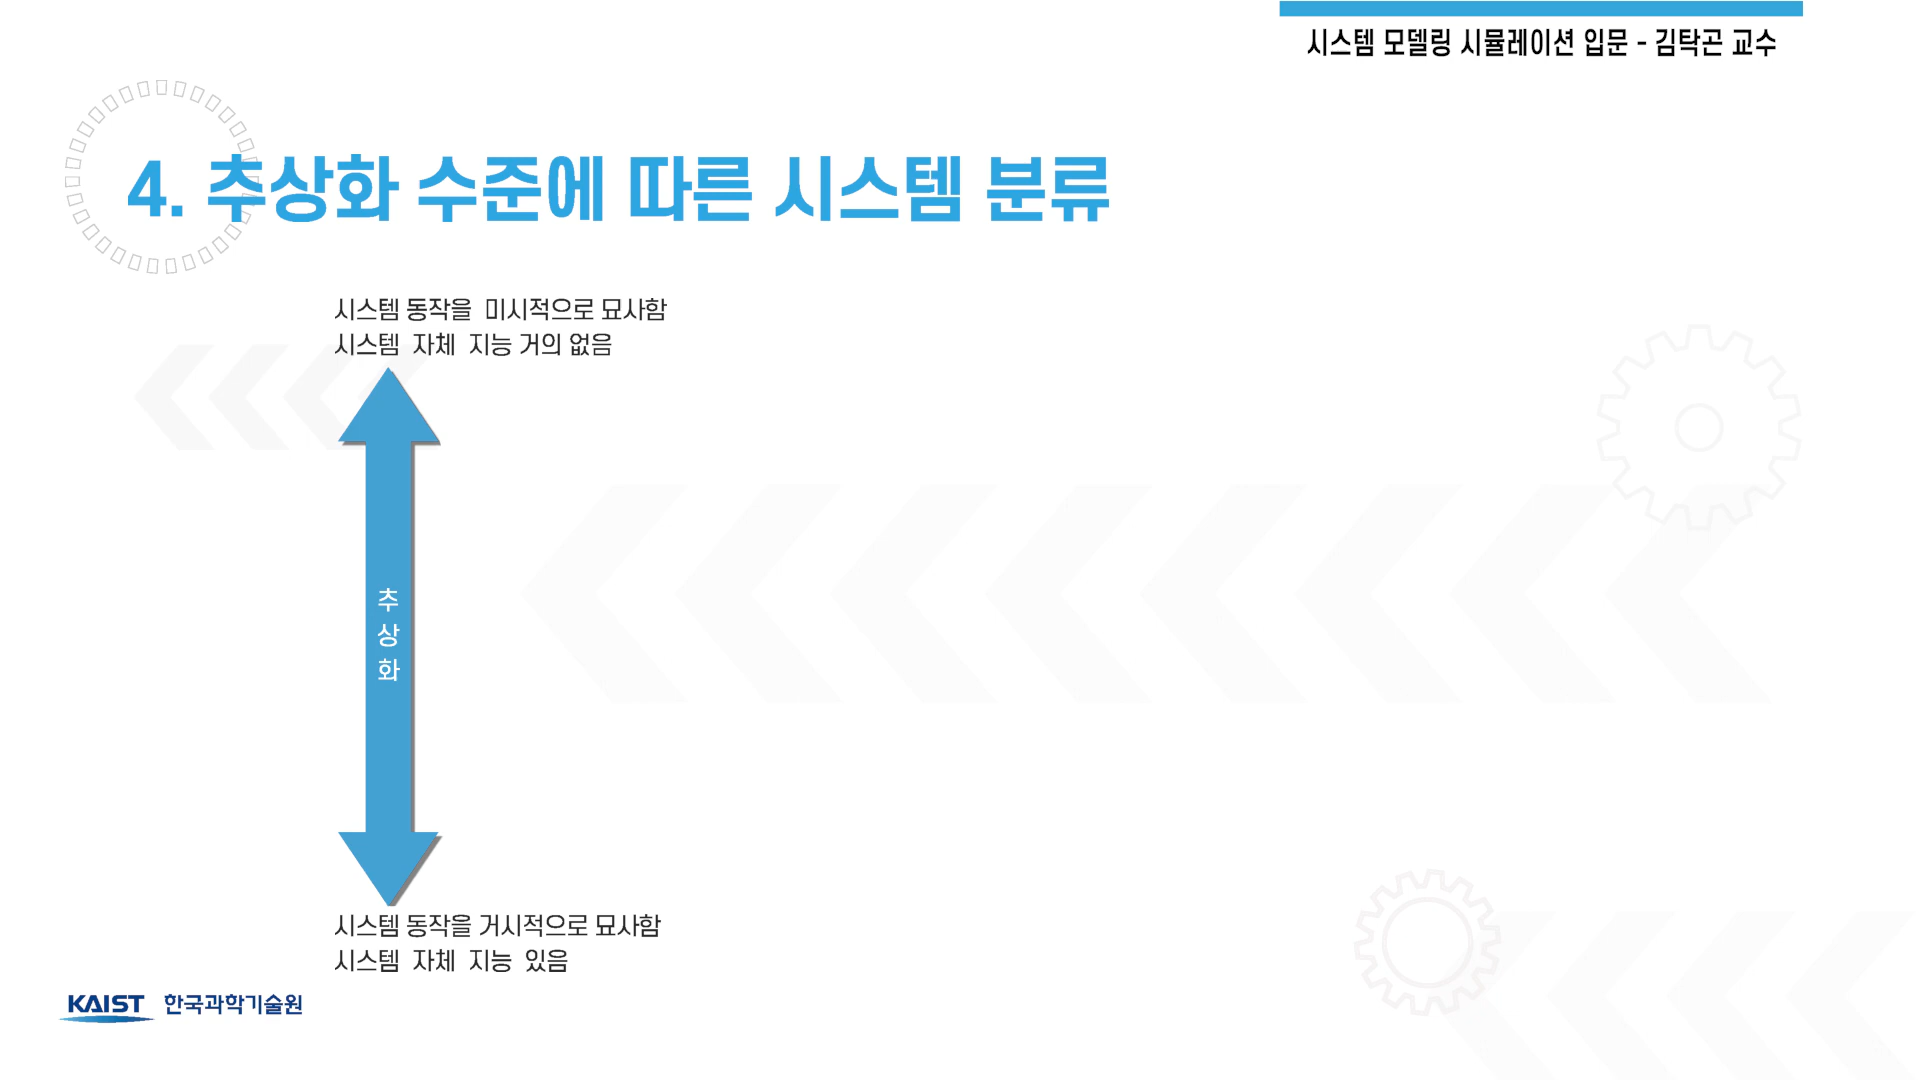 시스템 모델링 시뮬레이션 입문 - 김탁곤 교수
4. 추상화 수준에 따른 시스템 분류
시스템 동작을 미시적으로 묘사함
시스템 자체 지능 거의 없음
추
상
화
시스템 동작을 거시적으로 묘사함
시스템 자체 지능 있음
KAIST 한국과학기술원